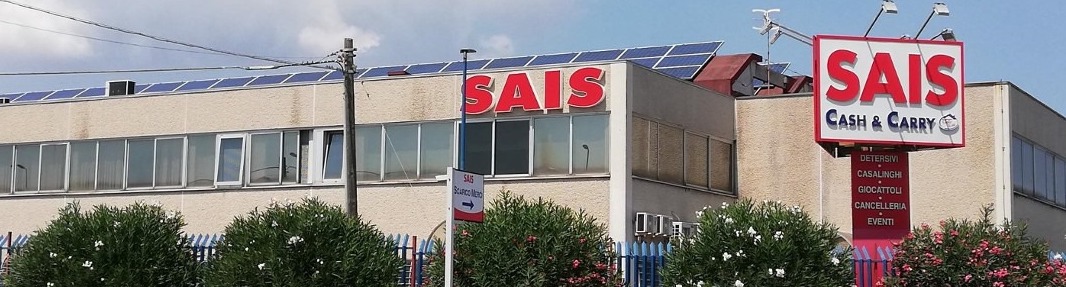 SAIS
SAIS
CASH & CARRY
DETERSIVI
CASALINGHI
GIOCATTOLI
CANCELLERIA
EVENTI
SAIS
SCARICO MERCI